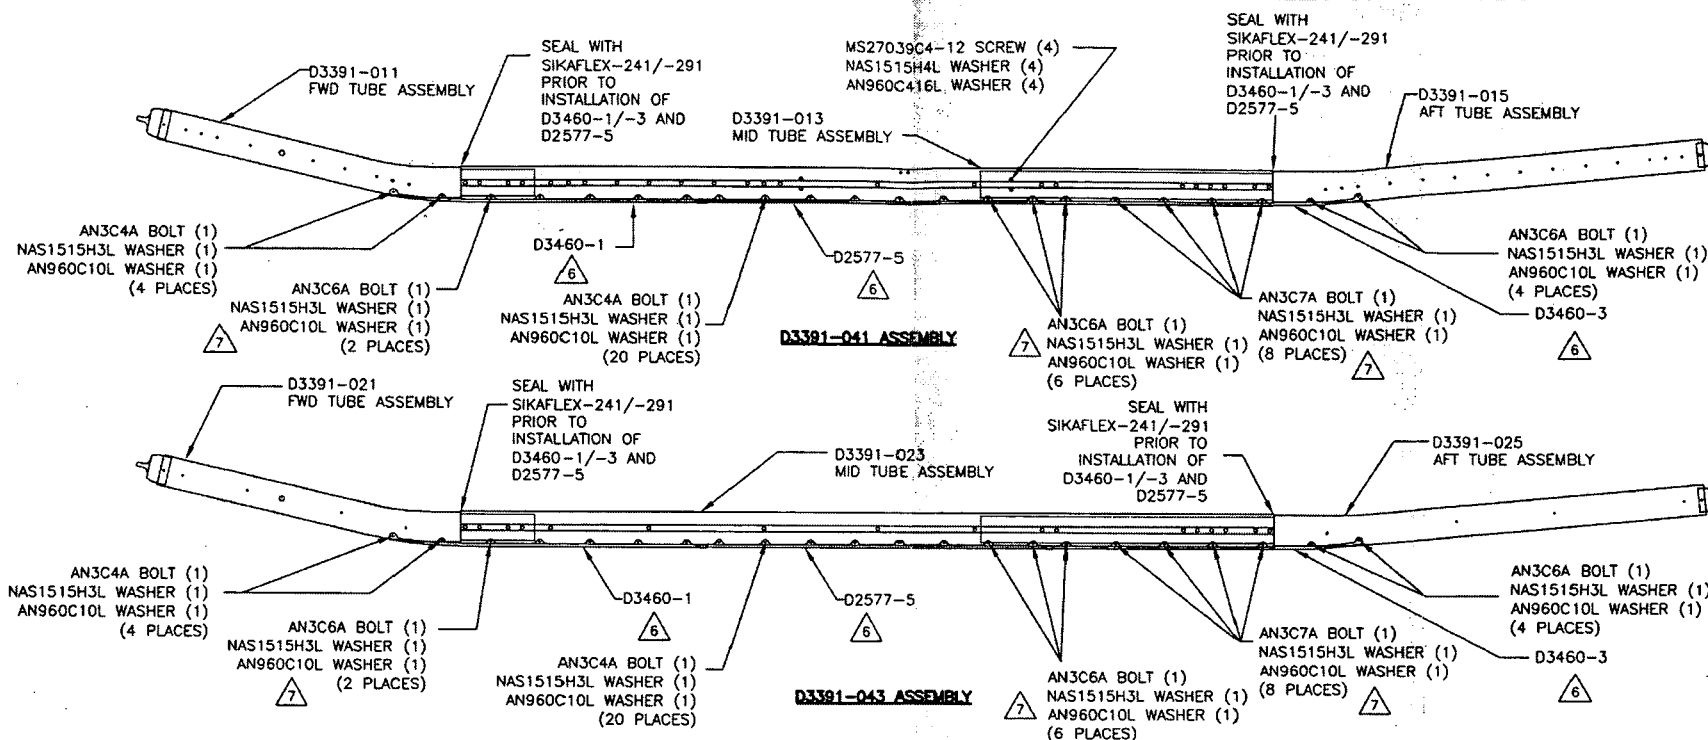 SEAL WITH
SIKAFLEX-241/-291
PRIOR TO
INSTALLATION OF
D3460-1/-3 AND
D2577-5
D3391-011
FWD TUBE ASSEMBLY
MS27039C4-12 SCREW (4)
NAS1515H4L WASHER (4)
AN960C416L WASHER (4)
D3391-013
MID TUBE ASSEMBLY
SEAL WITH
SIKAFLEX-241/-291
PRIOR TO
INSTALLATION OF
D3460-1/-3 AND
D2577-5
D3391-015
AFT TUBE ASSEMBLY
AN3C4A BOLT (1)
NAS1515H3L WASHER (1)
AN960C10L WASHER (1)
(4 PLACES)
AN3C6A BOLT (1)
NAS1515H3L WASHER (1)
AN960C10L WASHER (1)
(2 PLACES)
7
D3460-1
6
AN3C4A BOLT (1)
NAS1515H3L WASHER (1)
AN960C10L WASHER (1)
(20 PLACES)
D2577-5
6
D3391-041 ASSEMBLY
7
AN3C6A BOLT (1)
NAS1515H3L WASHER (1)
AN960C10L WASHER (1)
(6 PLACES)
AN3C7A BOLT (1)
NAS1515H3L WASHER (1)
AN960C10L WASHER (1)
(8 PLACES)
7
AN3C6A BOLT (1)
NAS1515H3L WASHER (1)
AN960C10L WASHER (1)
(4 PLACES)
D3460-3
6
D3391-021
FWD TUBE ASSEMBLY
SEAL WITH
SIKAFLEX-241/-291
PRIOR TO
INSTALLATION OF
D3460-1/-3 AND
D2577-5
D3391-023
MID TUBE ASSEMBLY
SEAL WITH
SIKAFLEX-241/-291
PRIOR TO
INSTALLATION OF
D3460-1/-3 AND
D2577-5
D3391-025
AFT TUBE ASSEMBLY
AN3C4A BOLT (1)
NAS1515H3L WASHER (1)
AN960C10L WASHER (1)
(4 PLACES)
AN3C6A BOLT (1)
NAS1515H3L WASHER (1)
AN960C10L WASHER (1)
(2 PLACES)
7
D3460-1
6
AN3C4A BOLT (1)
NAS1515H3L WASHER (1)
AN960C10L WASHER (1)
(20 PLACES)
D2577-5
6
D3391-043 ASSEMBLY
7
AN3C6A BOLT (1)
NAS1515H3L WASHER (1)
AN960C10L WASHER (1)
(6 PLACES)
AN3C7A BOLT (1)
NAS1515H3L WASHER (1)
AN960C10L WASHER (1)
(8 PLACES)
7
AN3C6A BOLT (1)
NAS1515H3L WASHER (1)
AN960C10L WASHER (1)
(4 PLACES)
D3460-3
6